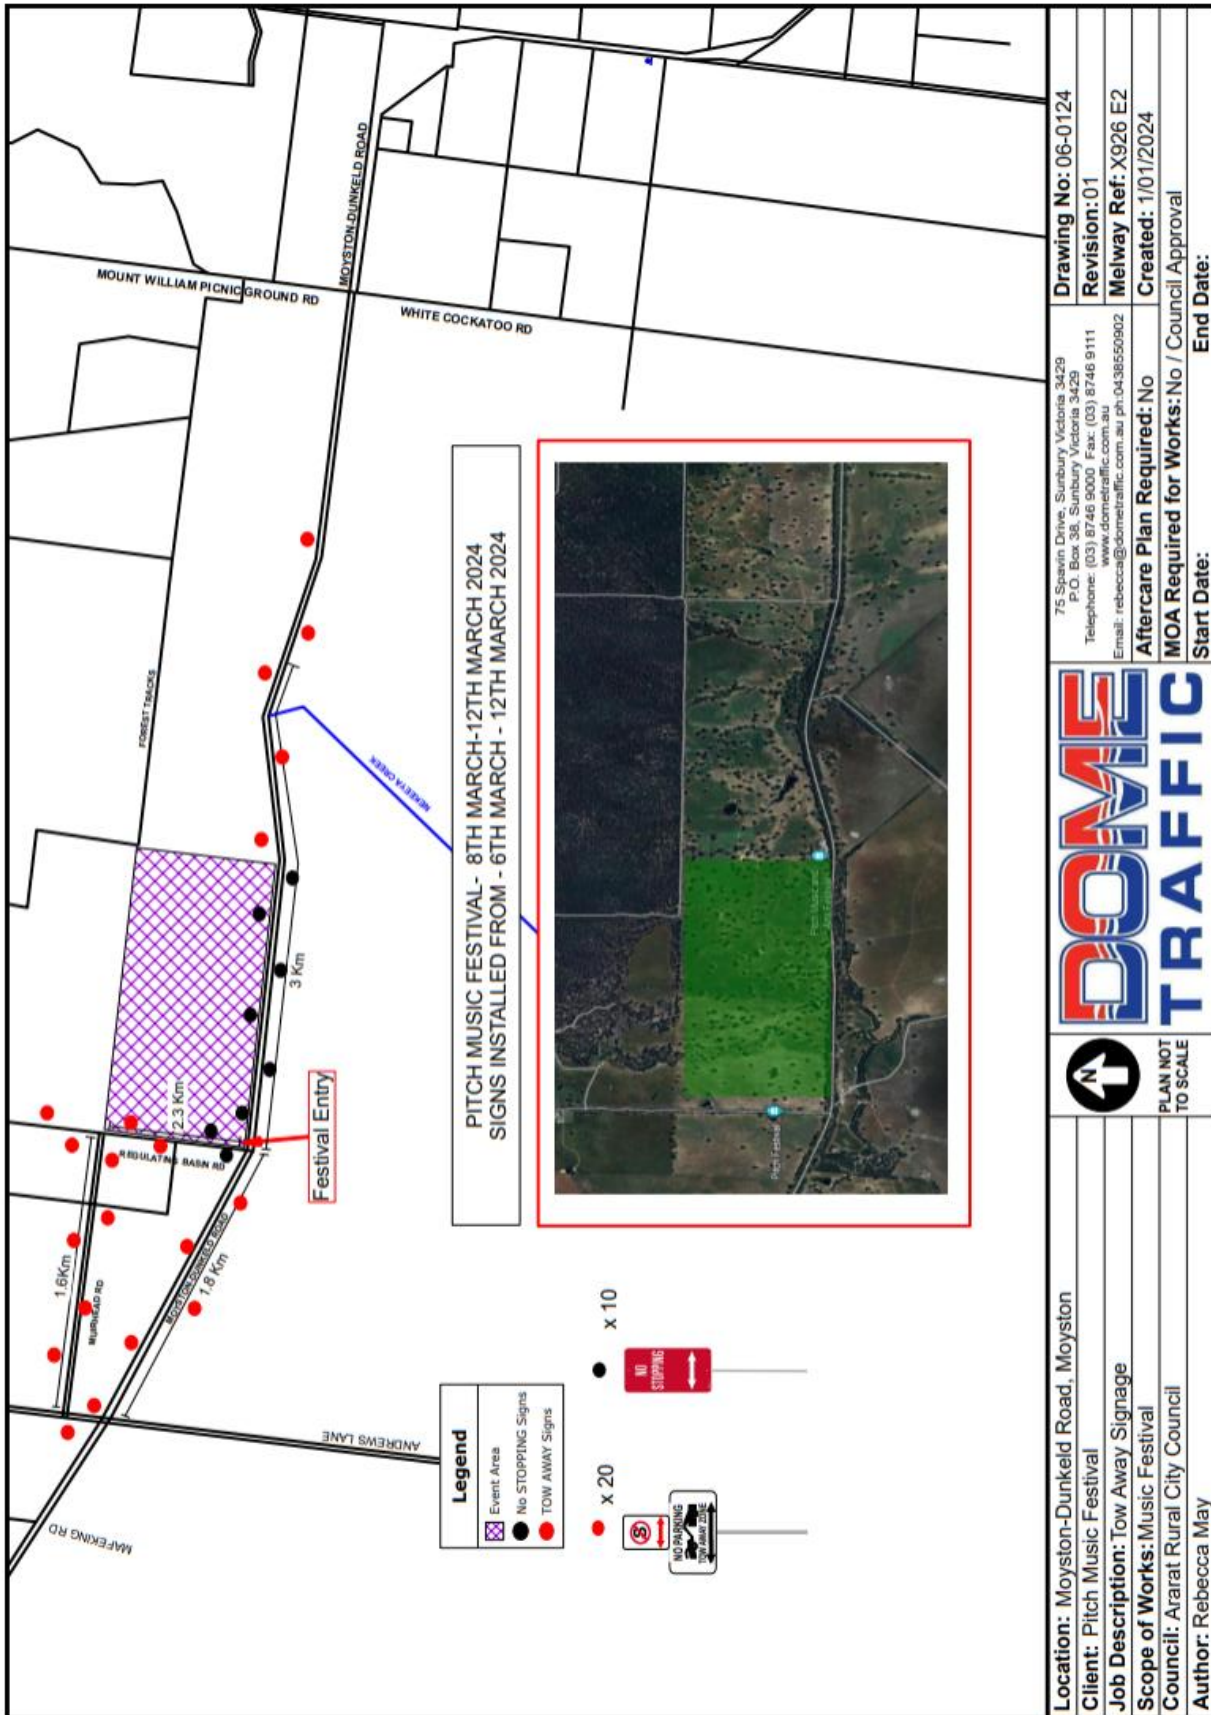 MOUNT WILLIAM PICNIC GROUND RD
MOYSTON-DUNKELD ROAD
WHITE COCKATOO RD
FOREST TRACKS
NEREEYA CREEK
2.3 Km
3 Km
REGULATING BASIN RD
Festival Entry
1.6Km
MUIRHEAD RD
MOYSTON-DUNKELD ROAD
1.8 Km
ANDREWS LANE
MAFEKING RD
PITCH MUSIC FESTIVAL- 8TH MARCH-12TH MARCH 2024
SIGNS INSTALLED FROM - 6TH MARCH - 12TH MARCH 2024
Pitch Festival
Legend
Event Area
No STOPPING Signs
TOW AWAY Signs
x 20
S
NO PARKING
TOW AWAY ZONE
x 10
NO
STOPPING
Location: Moyston-Dunkeld Road, Moyston
Client: Pitch Music Festival
Job Description: Tow Away Signage
Scope of Works: Music Festival
Council: Ararat Rural City Council
Author: Rebecca May
N
PLAN NOT
TO SCALE
DOME
TRAFFIC
75 Spavin Drive, Sunbury Victoria 3429
P.O. Box 38, Sunbury Victoria 3429
Telephone: (03) 8746 9000 Fax: (03) 8746 9111
www.dometraffic.com.au
Email: rebecca@dometraffic.com.au ph:0438550902
Aftercare Plan Required: No
MOA Required for Works: No / Council Approval
Start Date: End Date:
Drawing No: 06-0124
Revision: 01
Melway Ref: X926 E2
Created: 1/01/2024